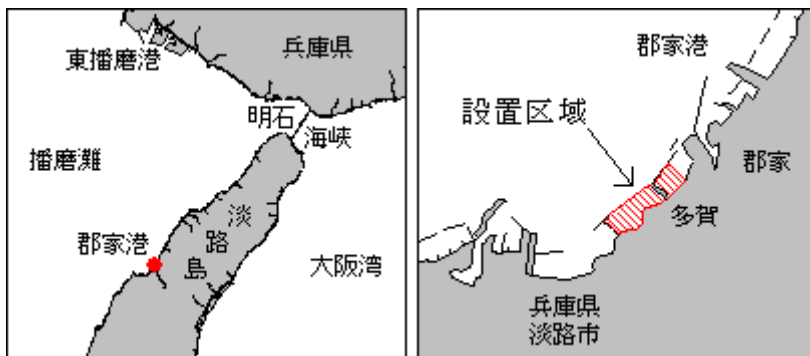 兵庫県
東播磨港
明石
海峡
播磨灘
淡路島
郡家港
大阪湾
郡家港
設置区域
郡家
多賀
兵庫県
淡路市